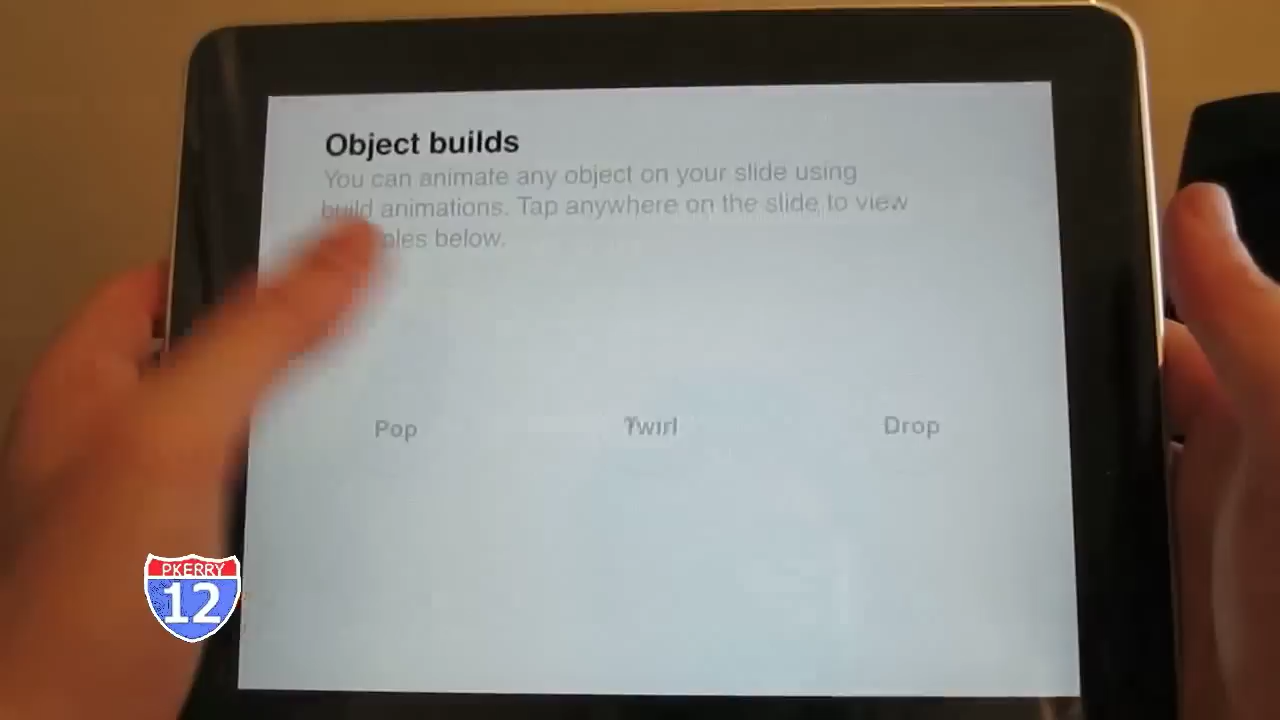 Object builds
You can animate any object on your slide using
build animations. Tap anywhere on the slide to view
below.
Pop Twirl Drop
PKERRY
12